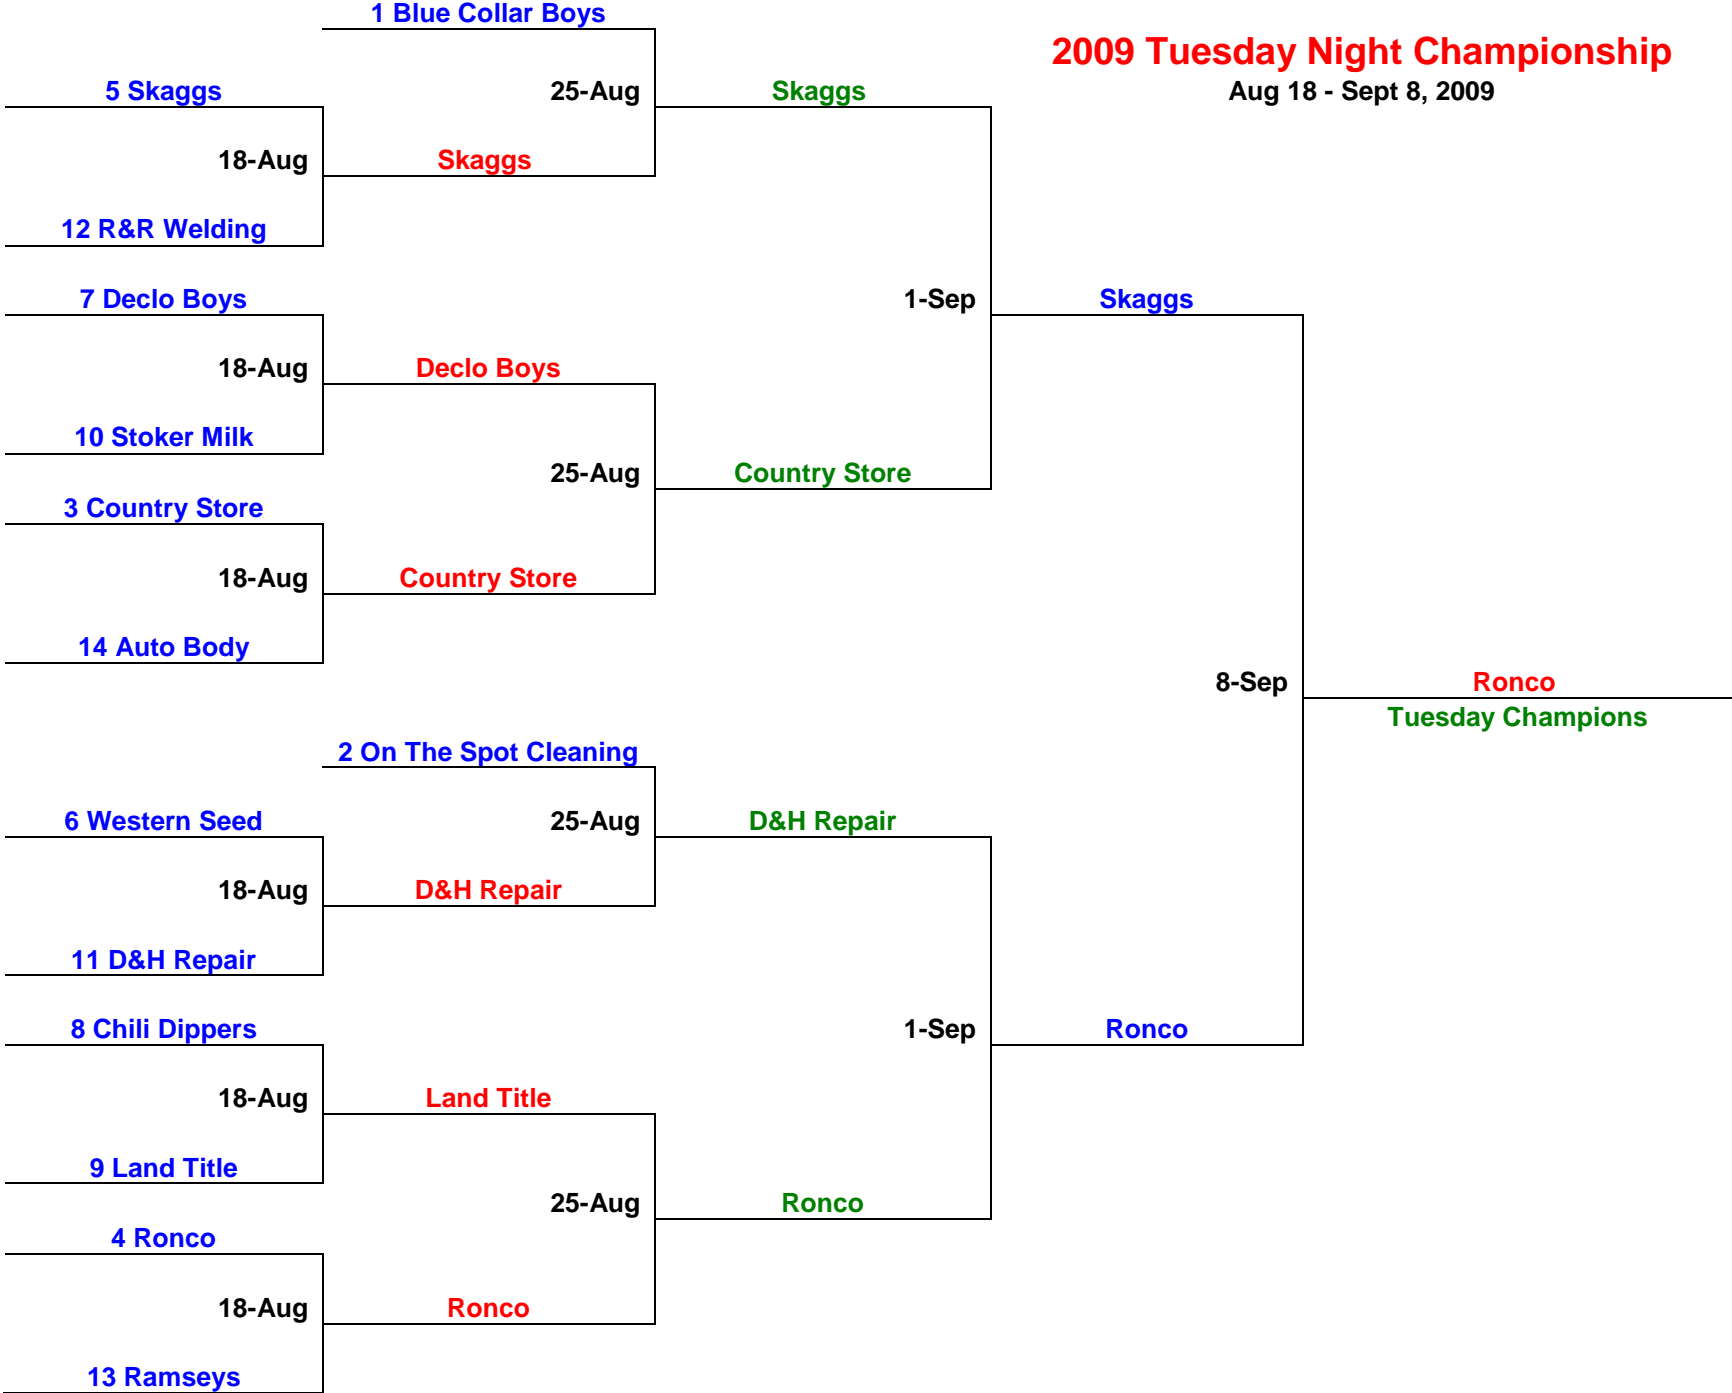 1 Blue Collar Boys
2009 Tuesday Night Championship
Aug 18 - Sept 8, 2009
5 Skaggs
25-Aug
Skaggs
18-Aug
Skaggs
12 R&R Welding
7 Declo Boys
1-Sep
Skaggs
18-Aug
Declo Boys
10 Stoker Milk
25-Aug
Country Store
3 Country Store
18-Aug
Country Store
14 Auto Body
8-Sep
Ronco
Tuesday Champions
2 On The Spot Cleaning
6 Western Seed
25-Aug
D&H Repair
18-Aug
D&H Repair
11 D&H Repair
8 Chili Dippers
1-Sep
Ronco
18-Aug
Land Title
9 Land Title
25-Aug
Ronco
4 Ronco
18-Aug
Ronco
13 Ramseys